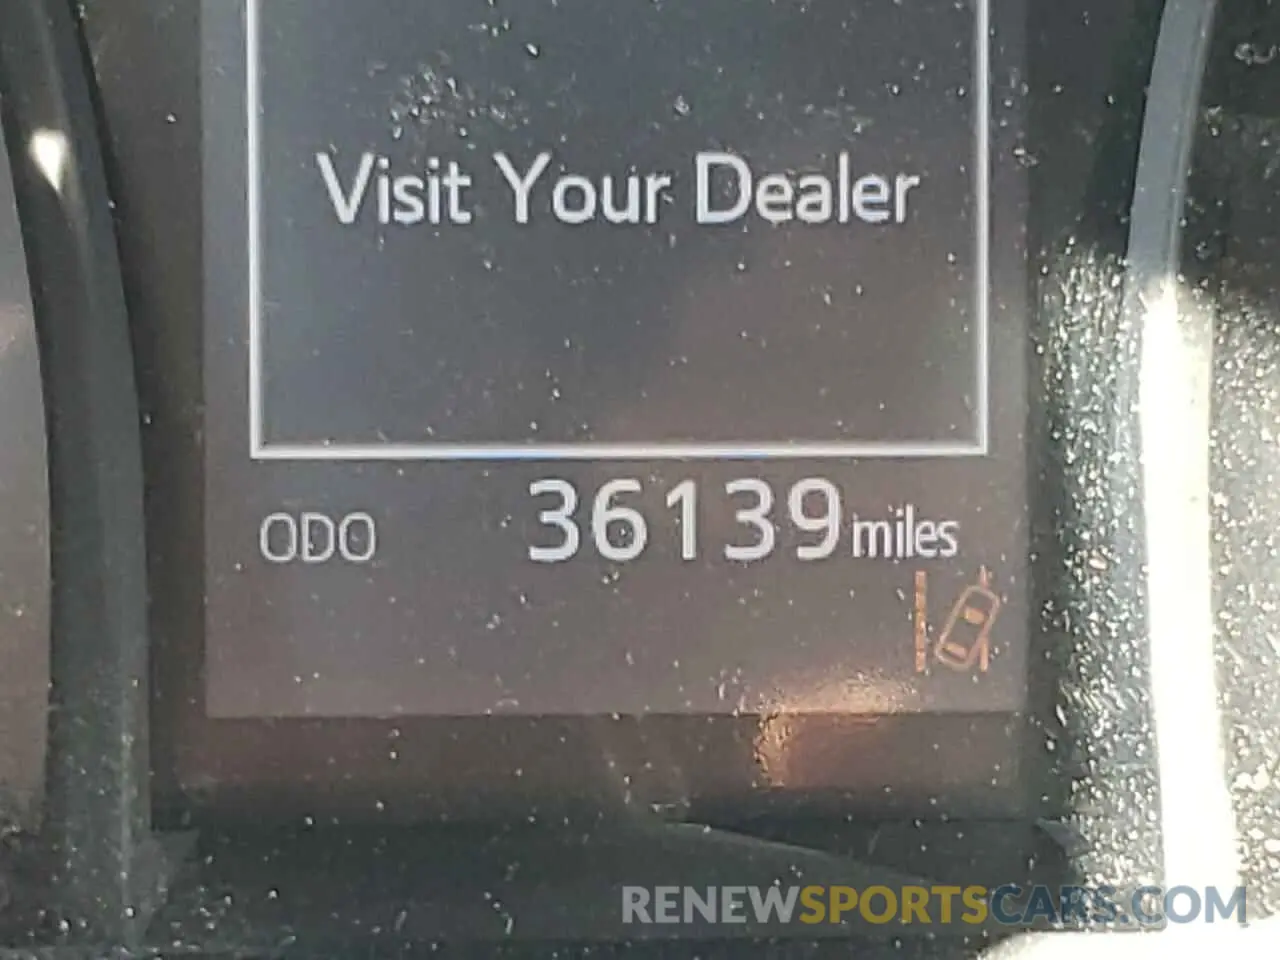 Visit Your Dealer
ODO 36139 miles
RENEWSPORTSCARS.COM